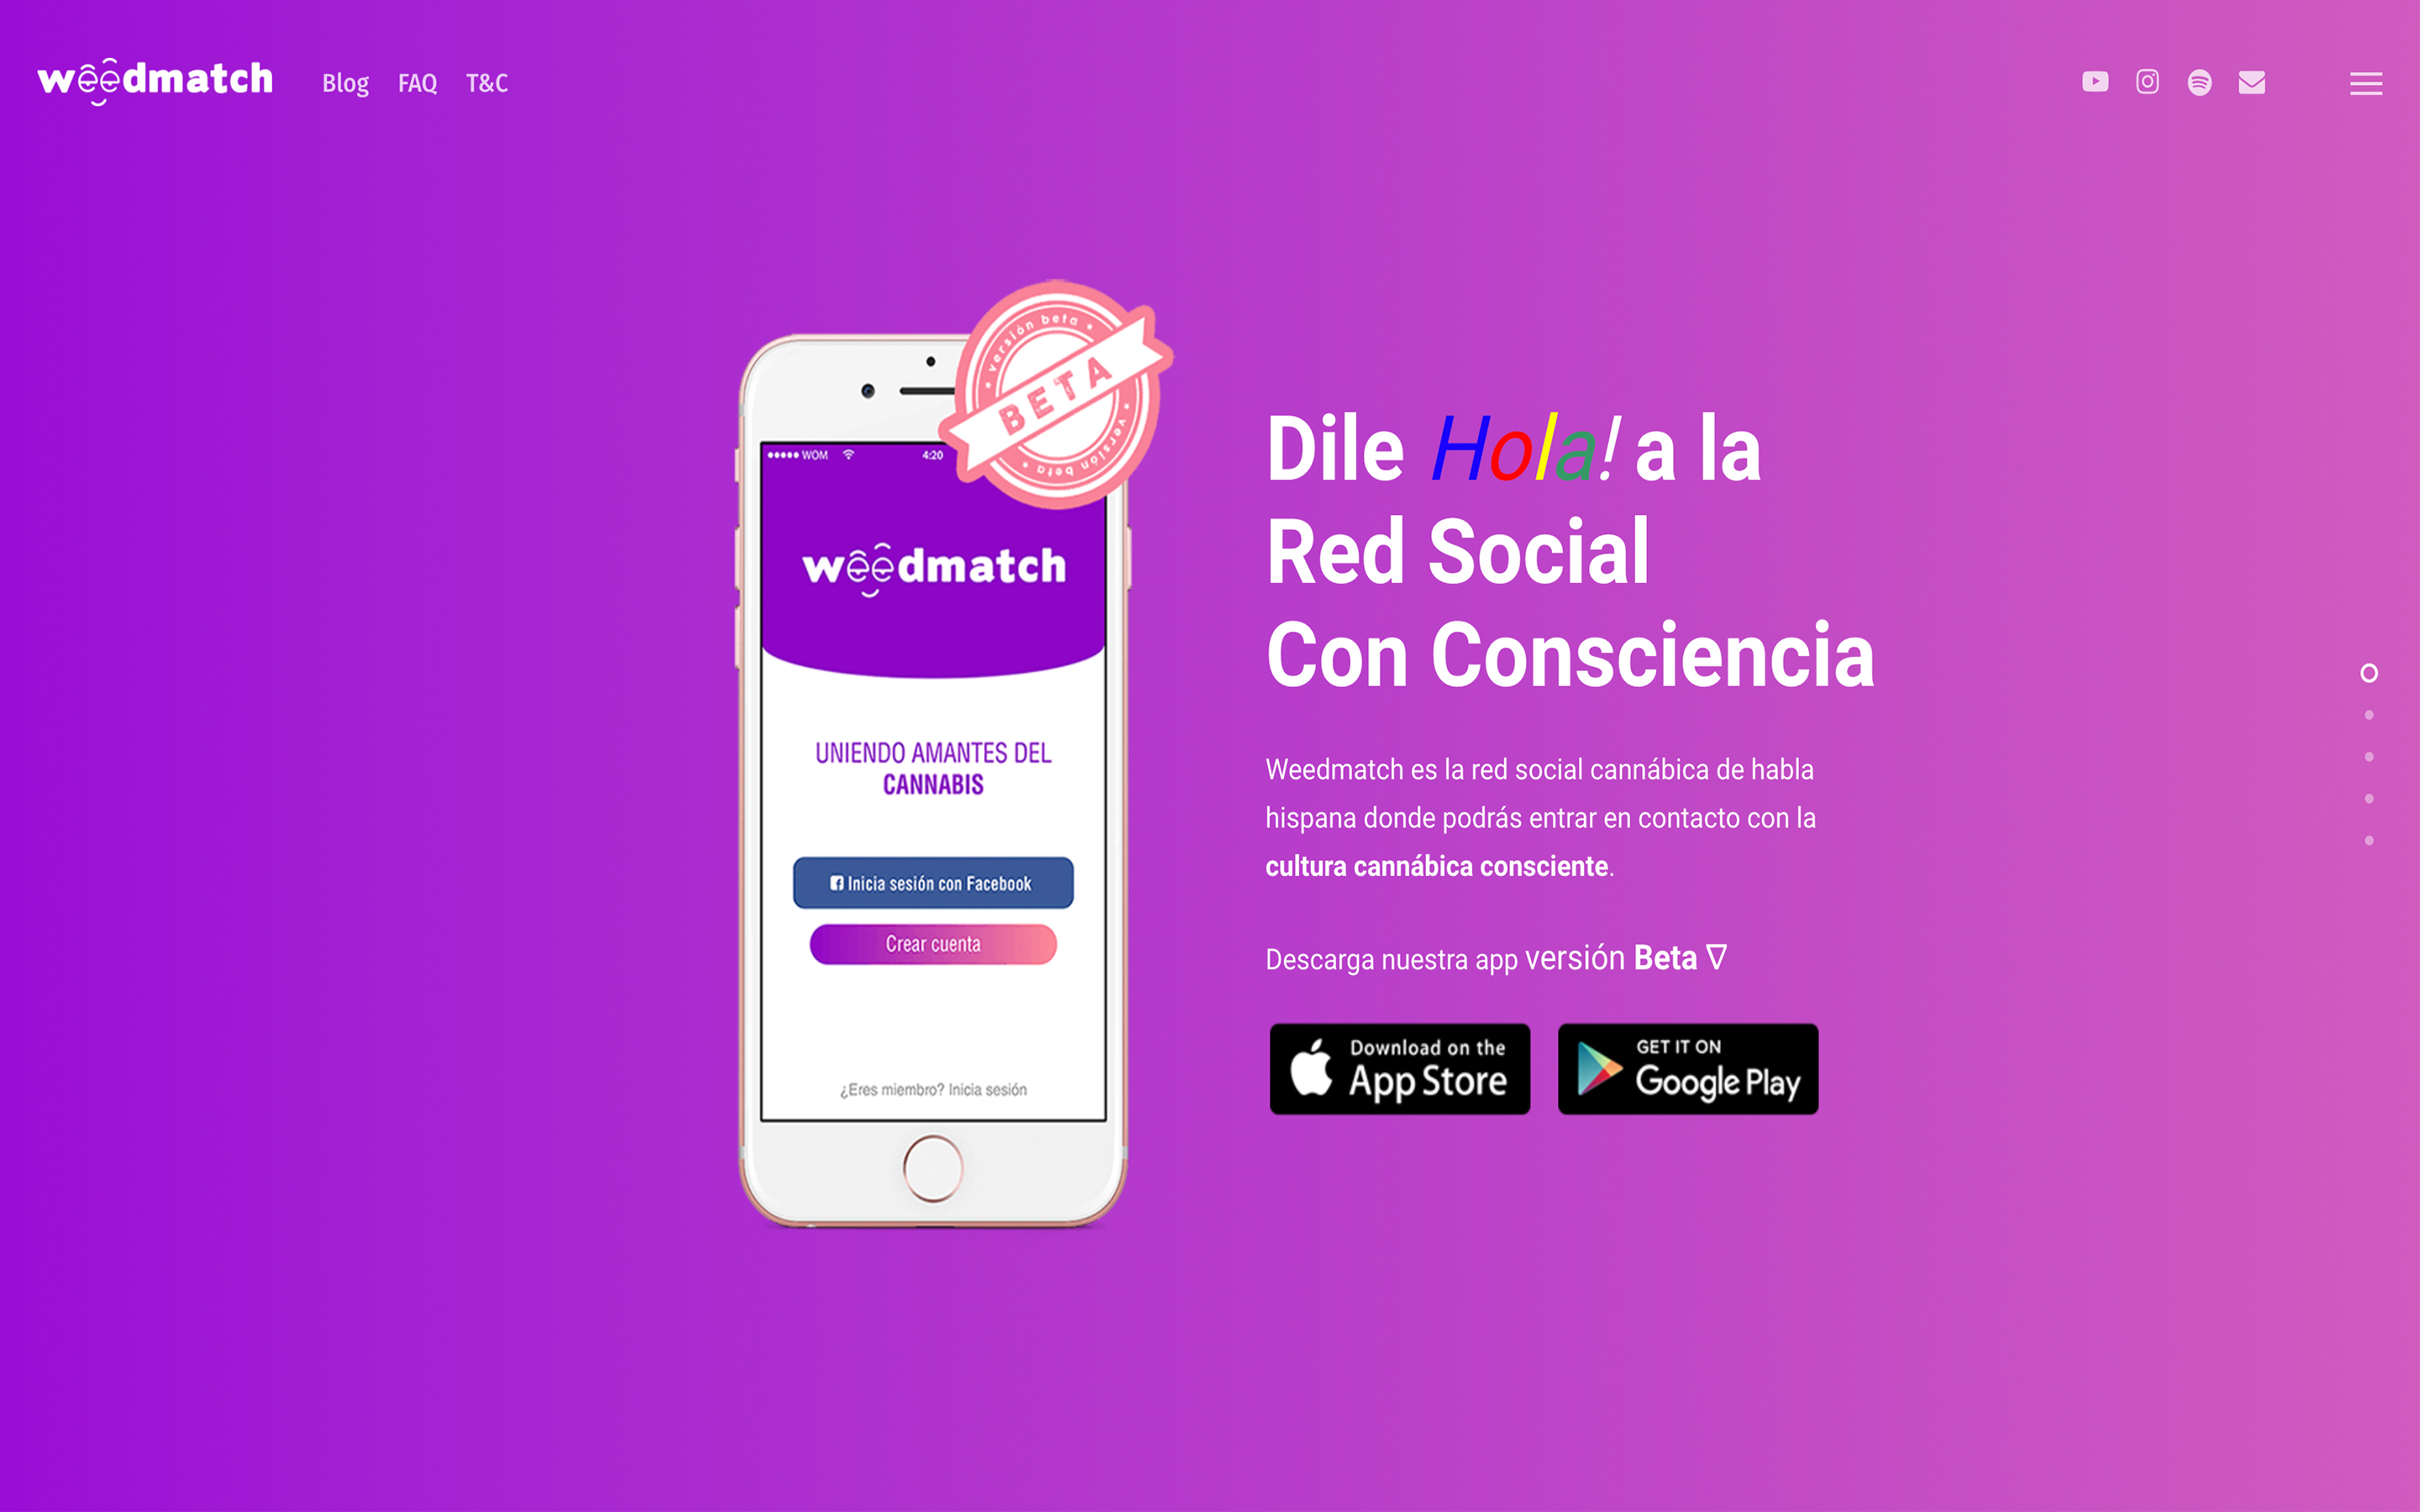 weedmatch
Blog FAQ T&C
versión beta
BETA
versión beta
WOM 4:20
weedmatch
UNIENDO AMANTES DEL
CANNABIS
Inicia sesión con Facebook
Crear cuenta
¿Eres miembro? Inicia sesión
Dile Hola! a la
Red Social
Con Consciencia
Weedmatch es la red social cannábica de habla
hispana donde podrás entrar en contacto con la
cultura cannábica consciente.
Descarga nuestra app versión Beta ∇
Download on the
App Store
GET IT ON
Google Play